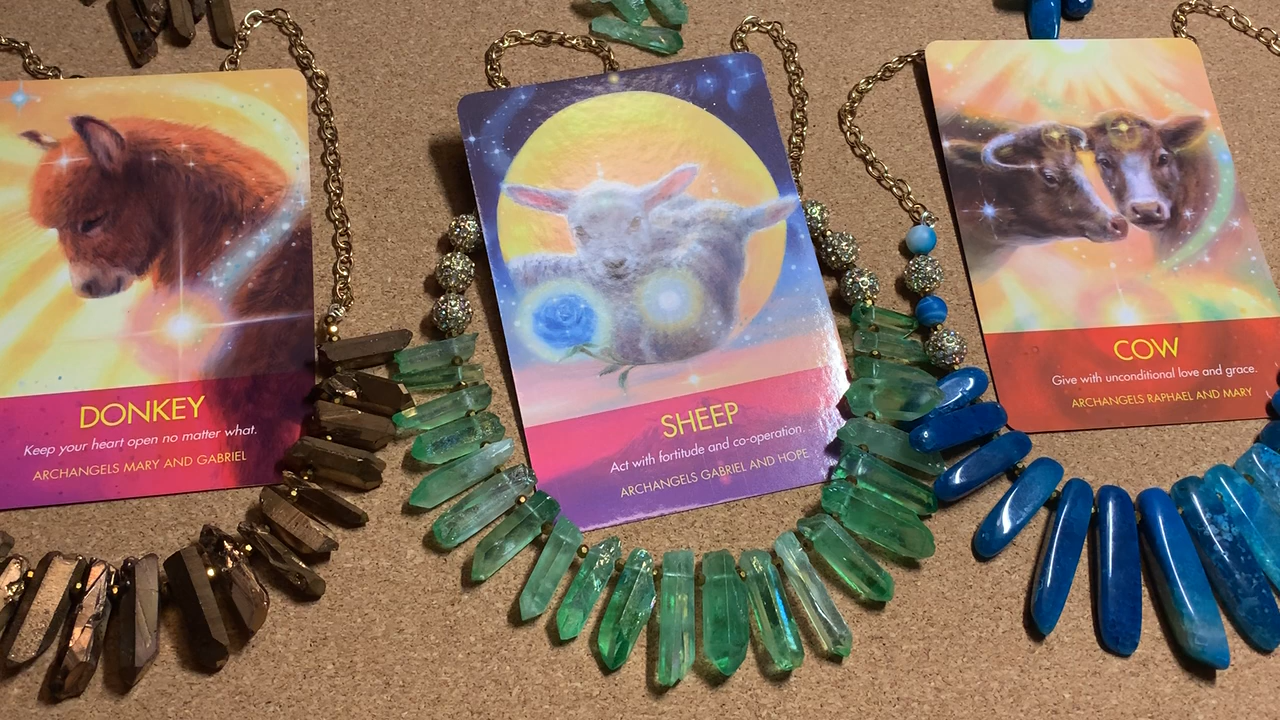 DONKEY
Keep your heart open no matter what.
ARCHANGELS MARY AND GABRIEL
SHEEP
Act with fortitude and co-operation.
ARCHANGELS GABRIEL AND HOPE
COW
Give with unconditional love and grace.
ARCHANGELS RAPHAEL AND MARY